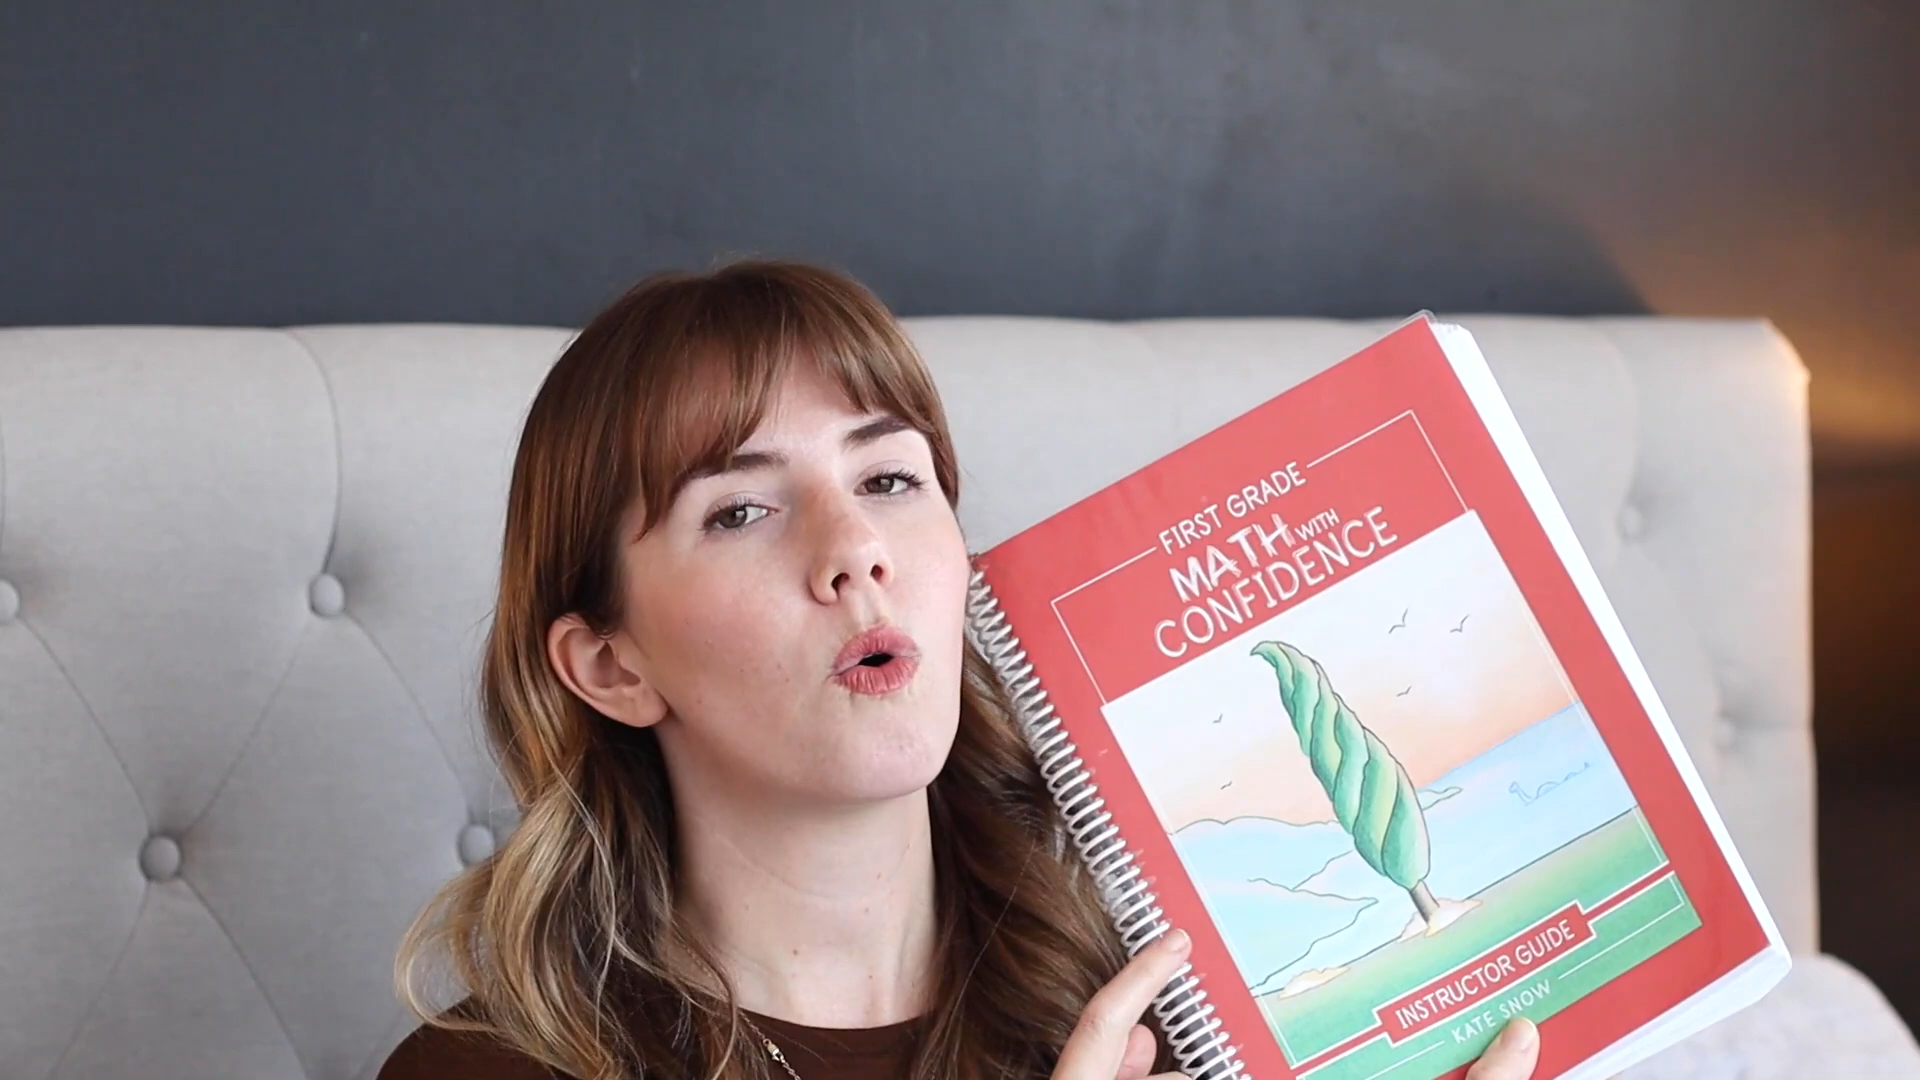 FIRST GRADE
MATH WITH
CONFIDENCE
INSTRUCTOR GUIDE
KATE SNOW